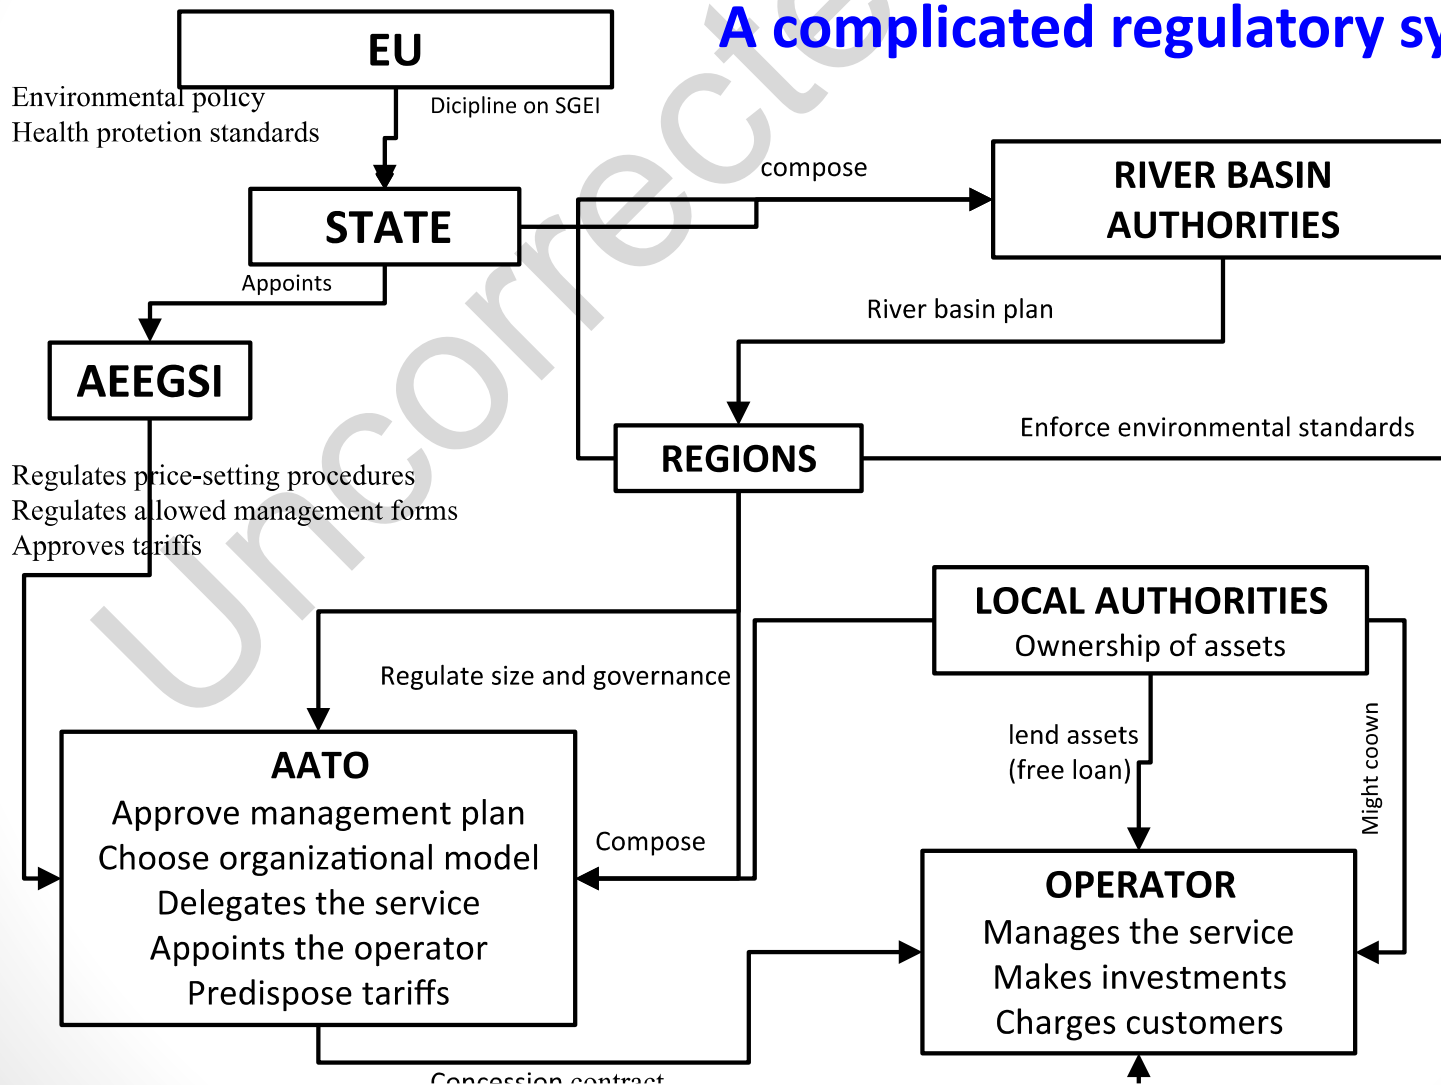 A complicated regulatory sy
EU
Environmental policy
Health protetion standards
Dicipline on SGEI
compose
RIVER BASIN
AUTHORITIES
STATE
Appoints
River basin plan
AEEGSI
Enforce environmental standards
REGIONS
Regulates price-setting procedures
Regulates allowed management forms
Approves tariffs
LOCAL AUTHORITIES
Ownership of assets
Regulate size and governance
lend assets
(free loan)
Might coown
AATO
Approve management plan
Choose organizational model
Delegates the service
Appoints the operator
Predispose tariffs
Compose
OPERATOR
Manages the service
Makes investments
Charges customers
Concession contract
Uncorrecte